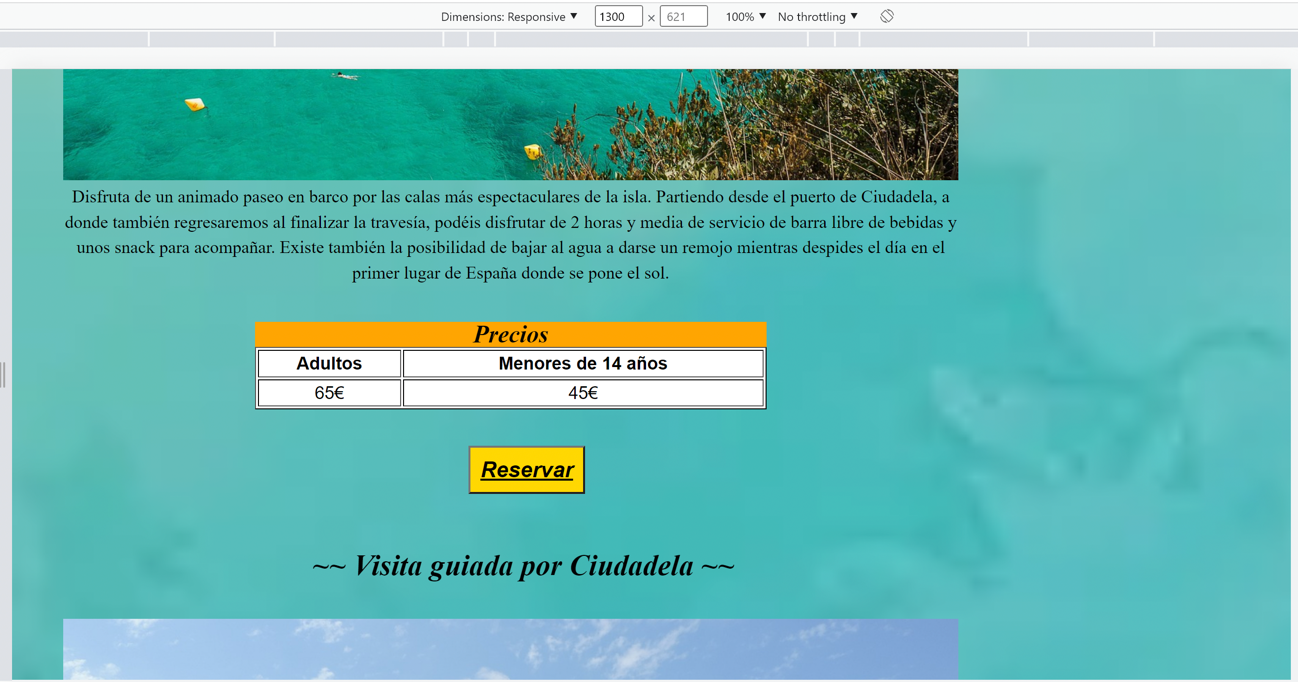 Dimensions: Responsive ▼ 1300 × 621 100% ▼ No throttling ▼
Disfruta de un animado paseo en barco por las calas más espectaculares de la isla. Partiendo desde el puerto de Ciudadela, a
donde también regresaremos al finalizar la travesía, podéis disfrutar de 2 horas y media de servicio de barra libre de bebidas y
unos snack para acompañar. Existe también la posibilidad de bajar al agua a darse un remojo mientras despides el día en el
primer lugar de España donde se pone el sol.
Precios
Adultos Menores de 14 años
65€ 45€
Reservar
~~ Visita guiada por Ciudadela ~~